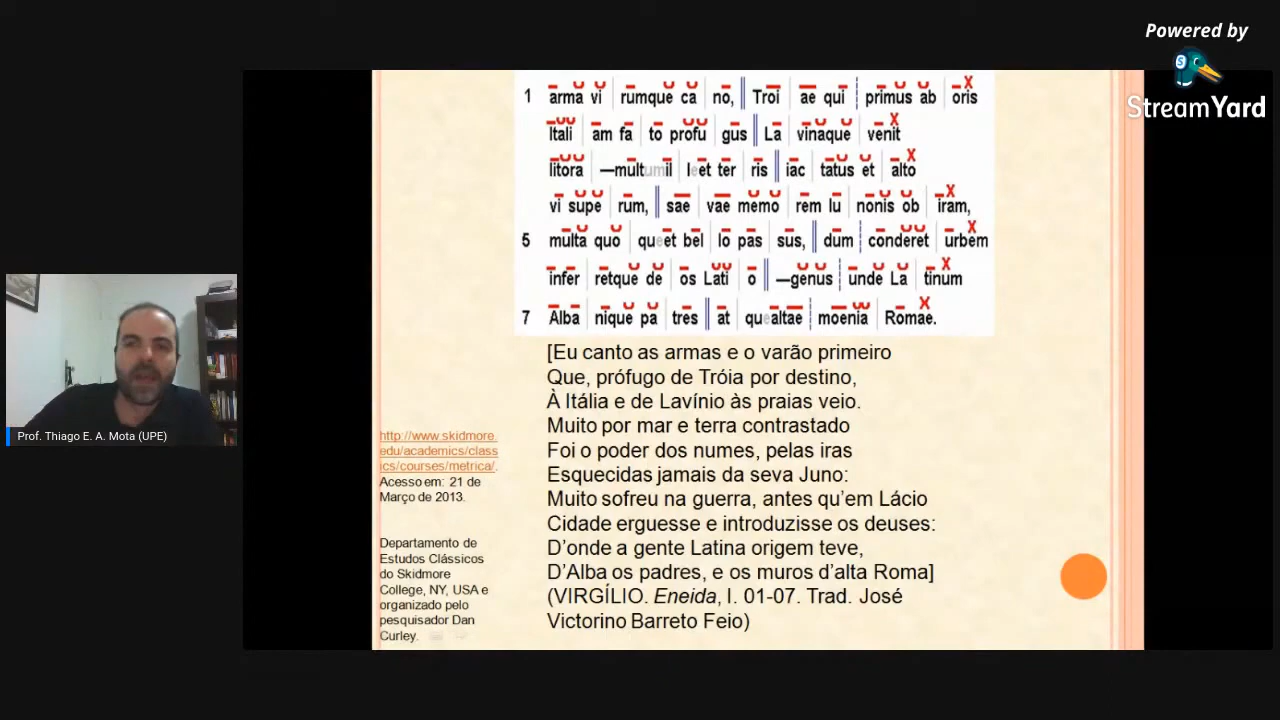 Powered by
StreamYard
1 arma vi rumque ca no, Troi ae qui primus ab oris
Itali am fa to profu gus La vinaque venit
litora —multumil leet ter ris iac tatus et alto
vi supe rum, sae vae memo rem lu nonis ob iram,
5 multa quo queet bel lo pas sus, dum conderet urbem
infer retque de os Lati o —genus unde La tinum
7 Alba nique pa tres at quealtae moenia Romae.
[Eu canto as armas e o varão primeiro
Que, prófugo de Tróia por destino,
À Itália e de Lavínio às praias veio.
Muito por mar e terra contrastado
Foi o poder dos numes, pelas iras
Esquecidas jamais da seva Juno:
Muito sofreu na guerra, antes qu'em Lácio
Cidade erguesse e introduzisse os deuses:
D'onde a gente Latina origem teve,
D'Alba os padres, e os muros d'alta Roma]
(VIRGÍLIO. Eneida, I. 01-07. Trad. José
Victorino Barreto Feio)
http://www.skidmore.
edu/academics/class
ics/courses/metrica/.
Acesso em: 21 de
Março de 2013.
Departamento de
Estudos Clássicos
do Skidmore
College, NY, USA e
organizado pelo
pesquisador Dan
Curley.
Prof. Thiago E. A. Mota (UPE)